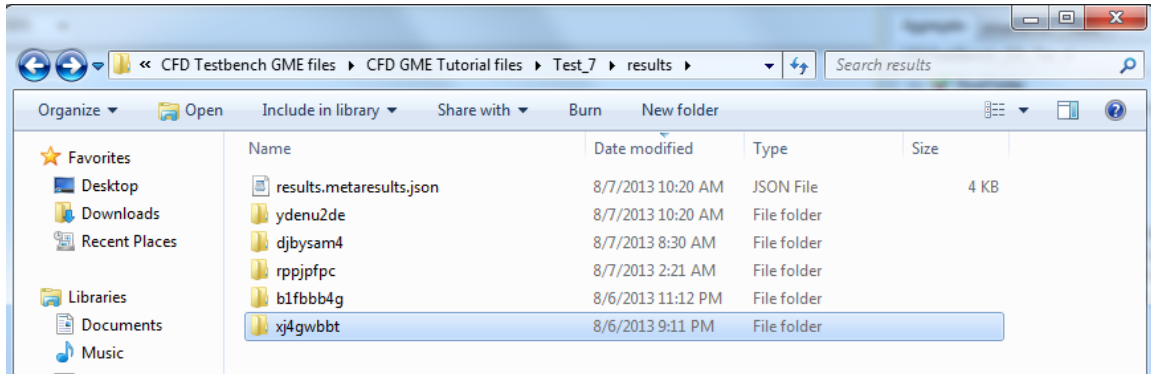 « CFD Testbench GME files ▸ CFD GME Tutorial files ▸ Test_7 ▸ results ▸ Search results
Organize Open Include in library Share with Burn New folder
Name Date modified Type Size
Favorites
Desktop
Downloads
Recent Places
Libraries
Documents
Music
results.metaresults.json 8/7/2013 10:20 AM JSON File 4 KB
ydenu2de 8/7/2013 10:20 AM File folder
djbysam4 8/7/2013 8:30 AM File folder
rppjpfpc 8/7/2013 2:21 AM File folder
b1fbbb4g 8/6/2013 11:12 PM File folder
xj4gwbbt 8/6/2013 9:11 PM File folder